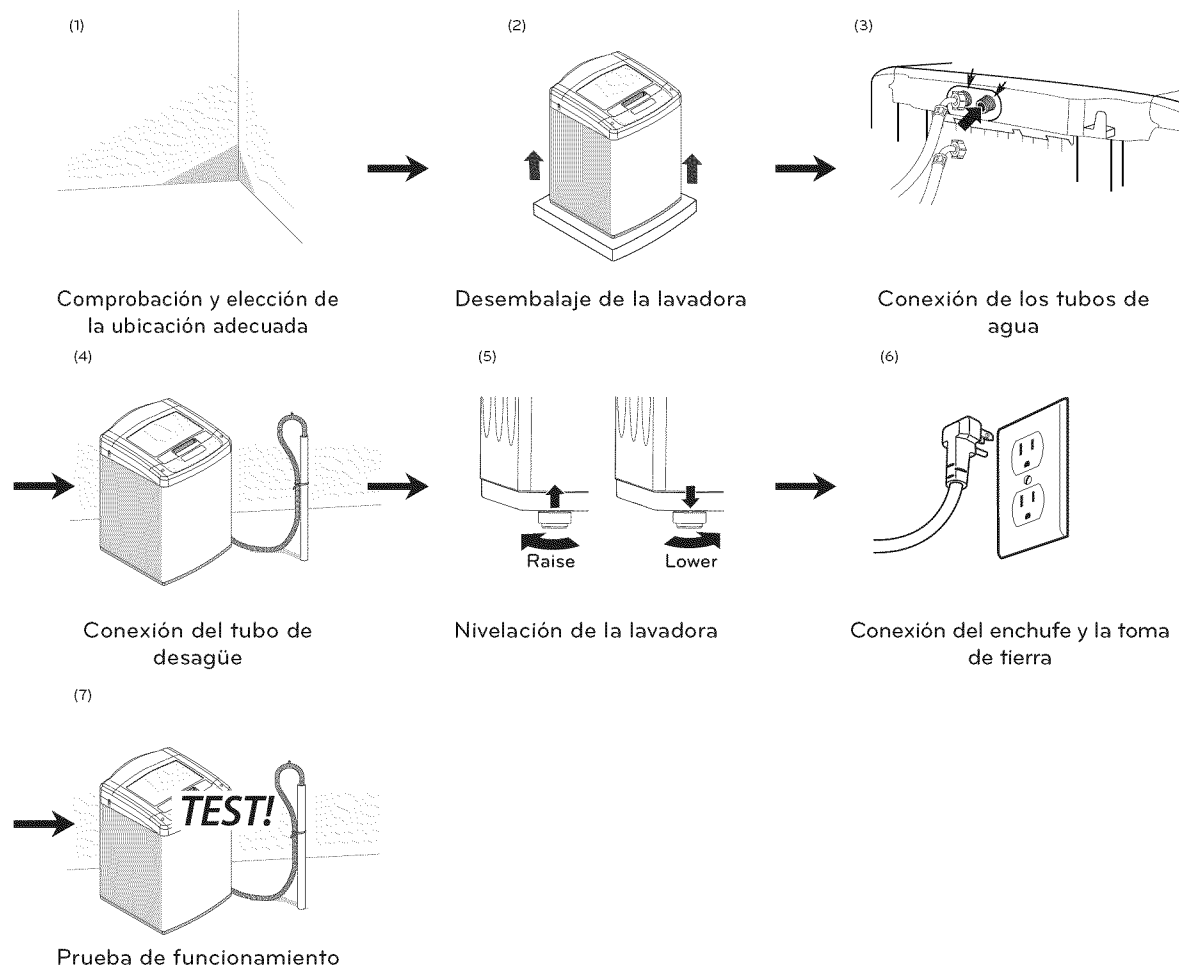 (1)
(2)
(3)
Comprobación y elección de
la ubicación adecuada
Desembalaje de la lavadora
Conexión de los tubos de
agua
(4)
(5)
(6)
Raise
Lower
Conexión del tubo de
desagüe
Nivelación de la lavadora
Conexión del enchufe y la toma
de tierra
(7)
TEST!
Prueba de funcionamiento